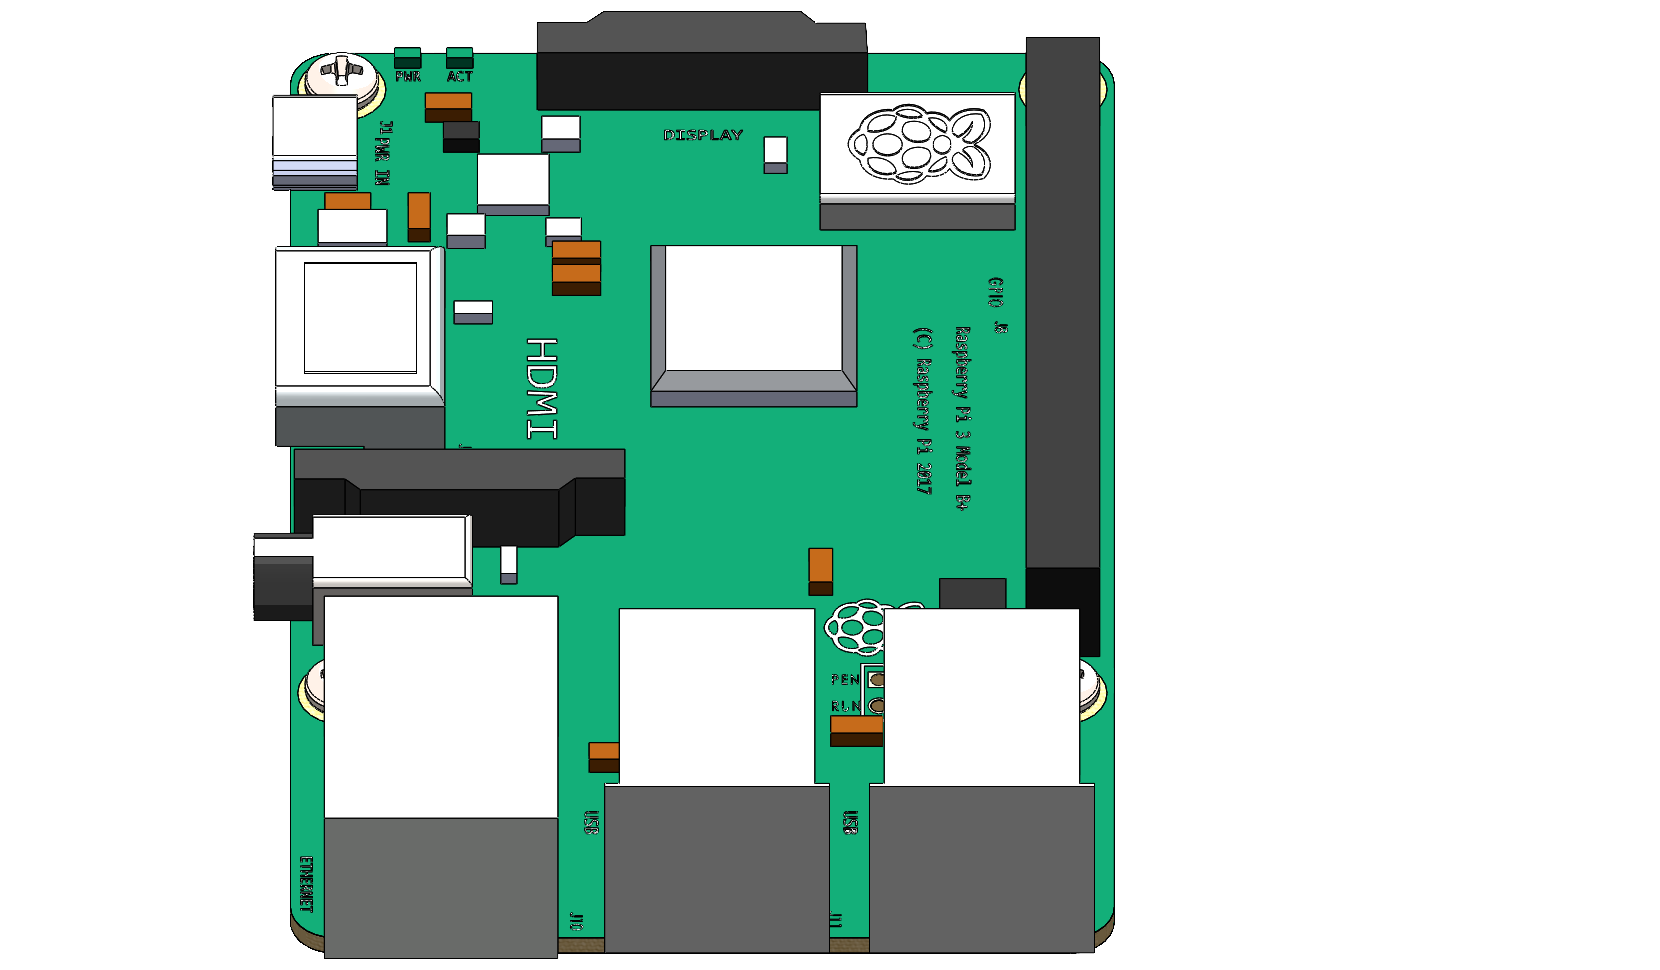 PWR
ACT
J1 PWR IN
DISPLAY
GPIO J8
Raspberry Pi 3 Model B+
(C) Raspberry Pi 2017
HDMI
PEN
RUN
USB
USB
ETHERNET
J10
J11